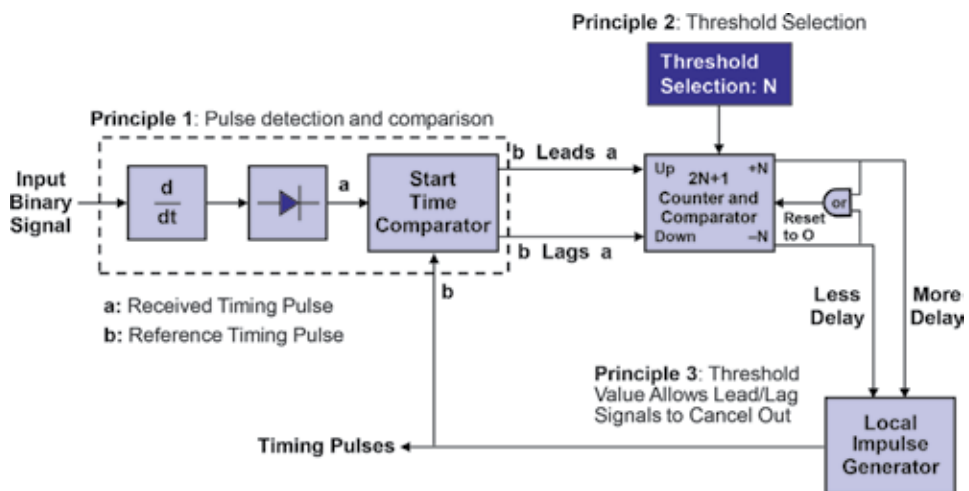 Principle 2: Threshold Selection
Threshold
Selection: N
Principle 1: Pulse detection and comparison
Input
Binary
Signal
d
dt
a
Start
Time
Comparator
b Leads a
b Lags a
Up +N
2N+1
Counter and
Comparator
Down –N
or
Reset
to O
b
a: Received Timing Pulse
b: Reference Timing Pulse
Less
Delay
More
Delay
Principle 3: Threshold
Value Allows Lead/Lag
Signals to Cancel Out
Timing Pulses
Local
Impulse
Generator